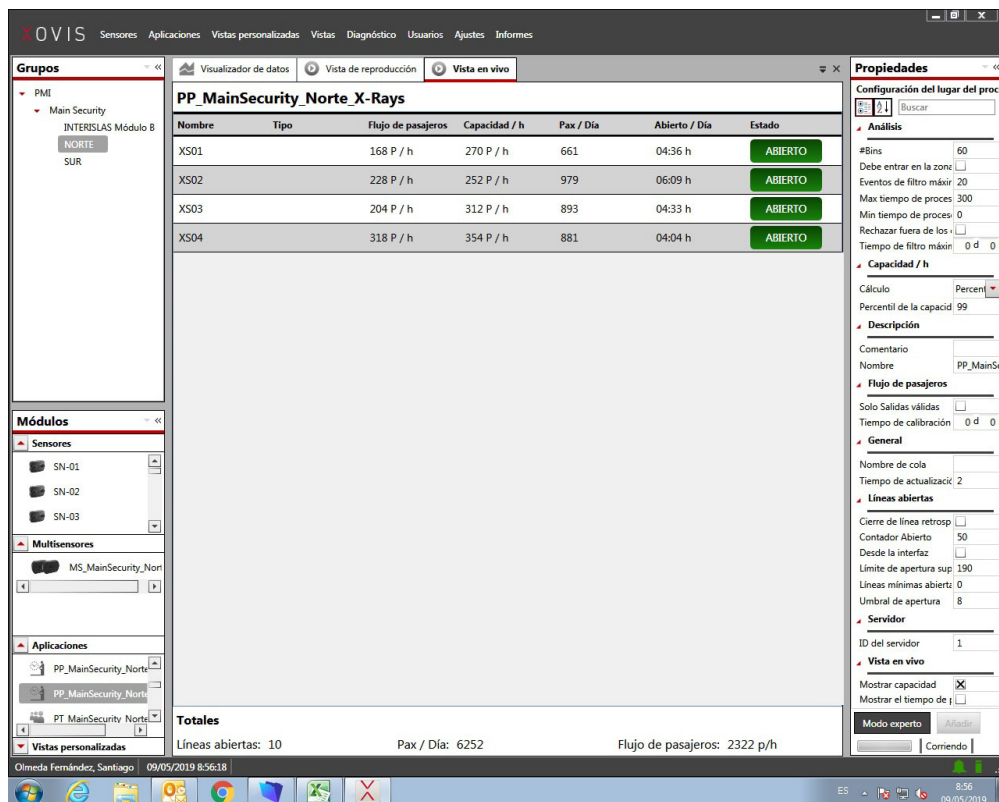 XOVIS Sensores Aplicaciones Vistas personalizadas Vistas Diagnóstico Usuarios Ajustes Informes
Grupos
PMI
Main Security
INTERISLAS Módulo B
NORTE
SUR
Módulos
Sensores
SN-01
SN-02
SN-03
Multisensores
MS_MainSecurity_Nort
Aplicaciones
PP_MainSecurity_Norte
PP_MainSecurity_Norte
PT_MainSecurity_Norte
Vistas personalizadas
Visualizador de datos Vista de reproducción Vista en vivo
PP_MainSecurity_Norte_X-Rays
Nombre Tipo Flujo de pasajeros Capacidad / h Pax / Día Abierto / Día Estado
XS01 168 P / h 270 P / h 661 04:36 h ABIERTO
XS02 228 P / h 252 P / h 979 06:09 h ABIERTO
XS03 204 P / h 312 P / h 893 04:33 h ABIERTO
XS04 318 P / h 354 P / h 881 04:04 h ABIERTO
Totales
Líneas abiertas: 10 Pax / Día: 6252 Flujo de pasajeros: 2322 p/h
Propiedades
Configuración del lugar del proc
Buscar
Análisis
#Bins 60
Debe entrar en la zona
Eventos de filtro máxir 20
Max tiempo de proces 300
Min tiempo de proces 0
Rechazar fuera de los
Tiempo de filtro máxin 0 d 0
Capacidad / h
Cálculo Percent
Percentil de la capacid 99
Descripción
Comentario
Nombre PP_MainSe
Flujo de pasajeros
Solo Salidas válidas
Tiempo de calibración 0 d 0
General
Nombre de cola
Tiempo de actualizació 2
Líneas abiertas
Cierre de línea retrosp
Contador Abierto 50
Desde la interfaz
Límite de apertura sup 190
Líneas mínimas abierta 0
Umbral de apertura 8
Servidor
ID del servidor 1
Vista en vivo
Mostrar capacidad
Mostrar el tiempo de p
Modo experto Añadir
Corriendo
Olmeda Fernández, Santiago 09/05/2019 8:56:18
ES 8:56
09/05/2019